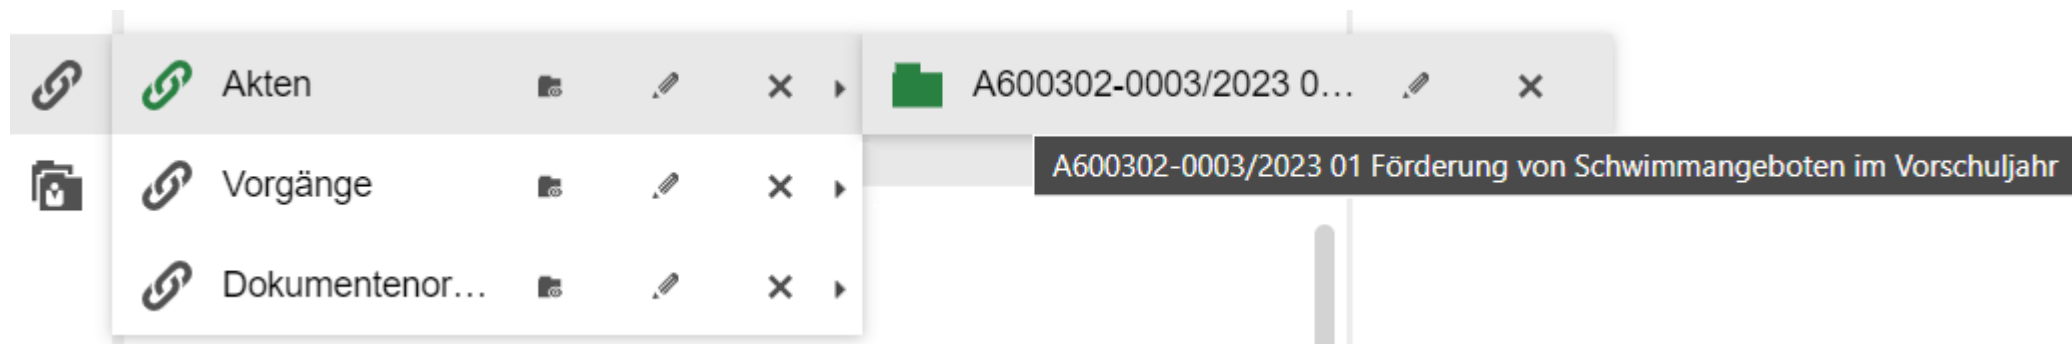 Akten
A600302-0003/2023 0...
A600302-0003/2023 01 Förderung von Schwimmangeboten im Vorschuljahr
Vorgänge
Dokumentenor...